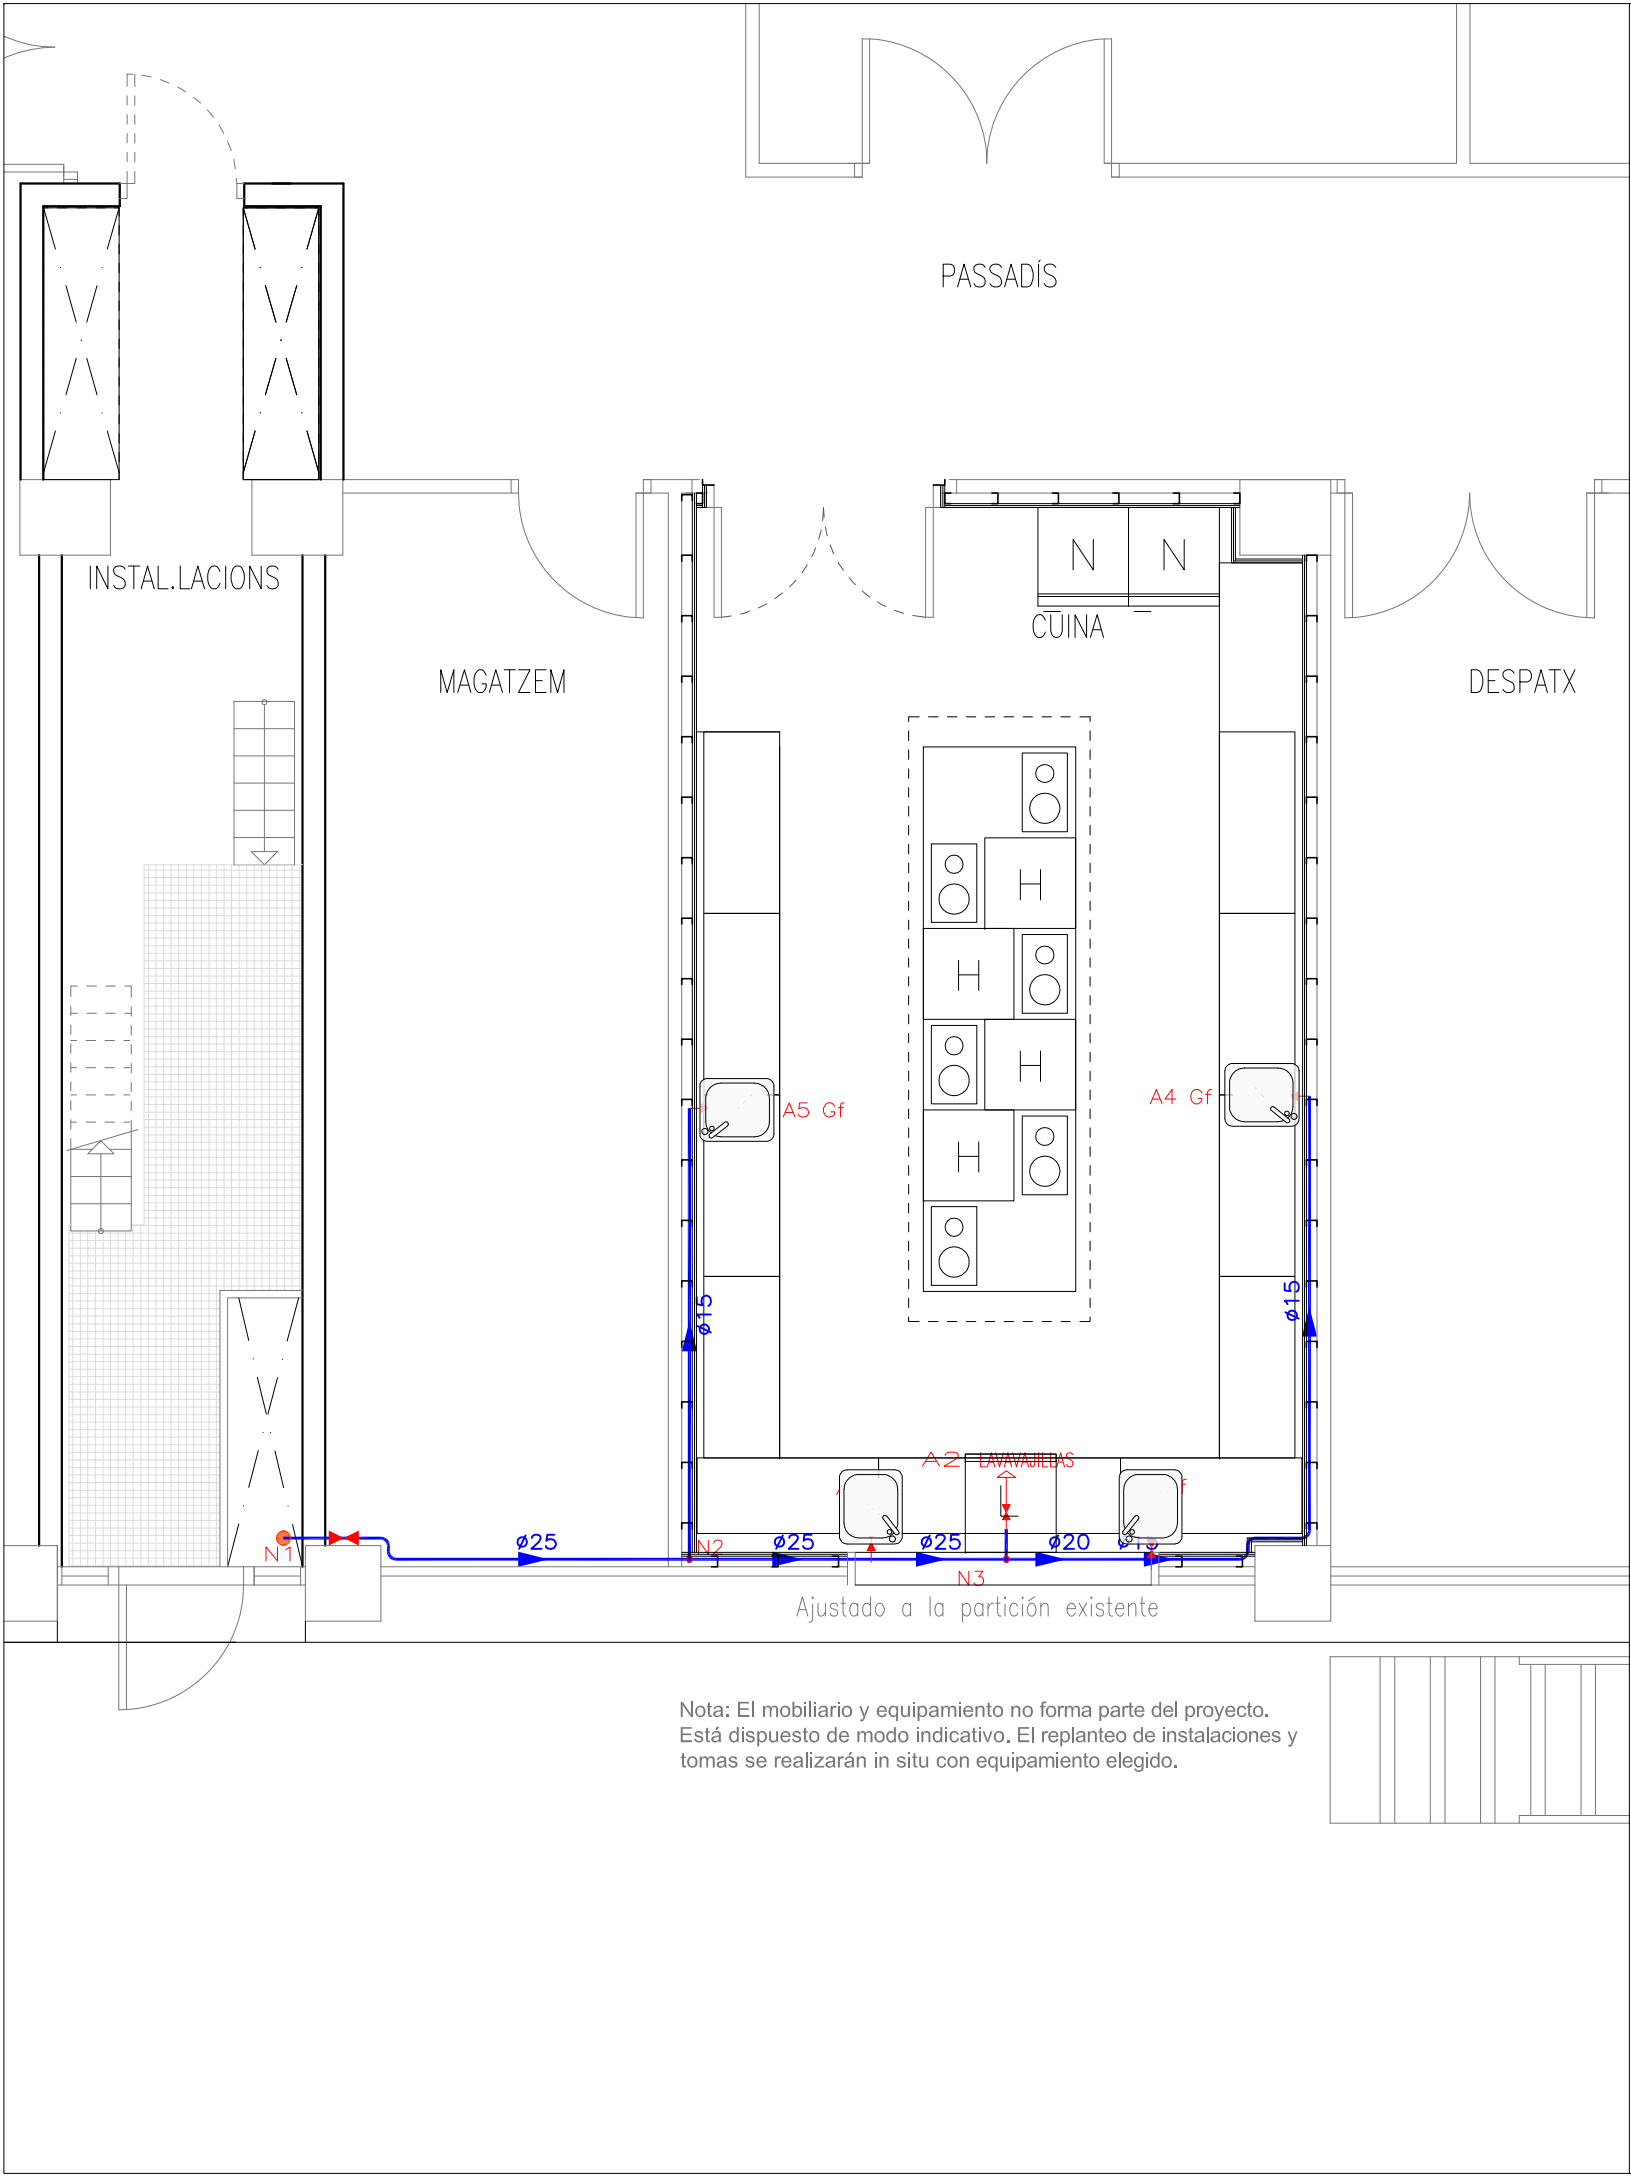 PASSADÍS
INSTAL.LACIONS
N
N
CUINA
MAGATZEM
DESPATX
H
H
H
H
A5 Gf
A4 Gf
ø15
ø15
A2 LAVAVAJILLAS
N1
ø25
N2
ø25
ø25
ø20
N3
Ajustado a la partición existente
Nota: El mobiliario y equipamiento no forma parte del proyecto.
Está dispuesto de modo indicativo. El replanteo de instalaciones y
tomas se realizarán in situ con equipamiento elegido.